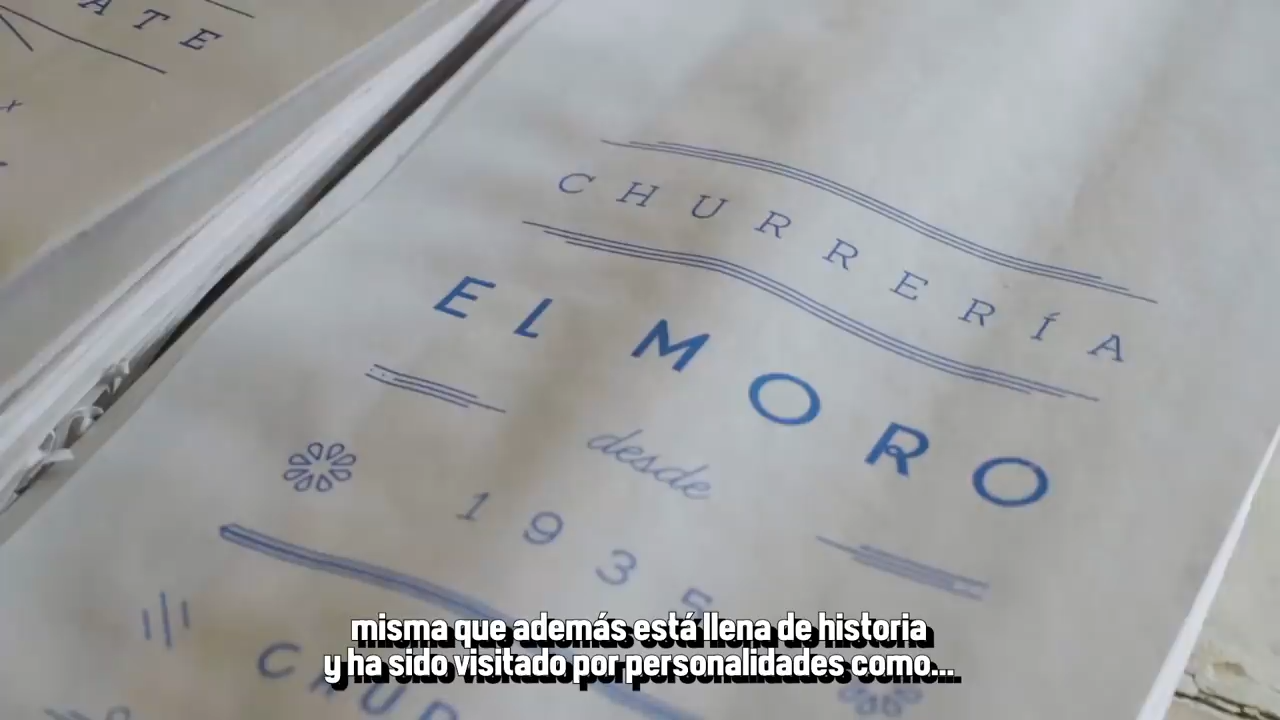 ATE
CHURRERÍA
EL MORO
desde
1935
CHUR
misma que además está llena de historia
y ha sido visitado por personalidades como...